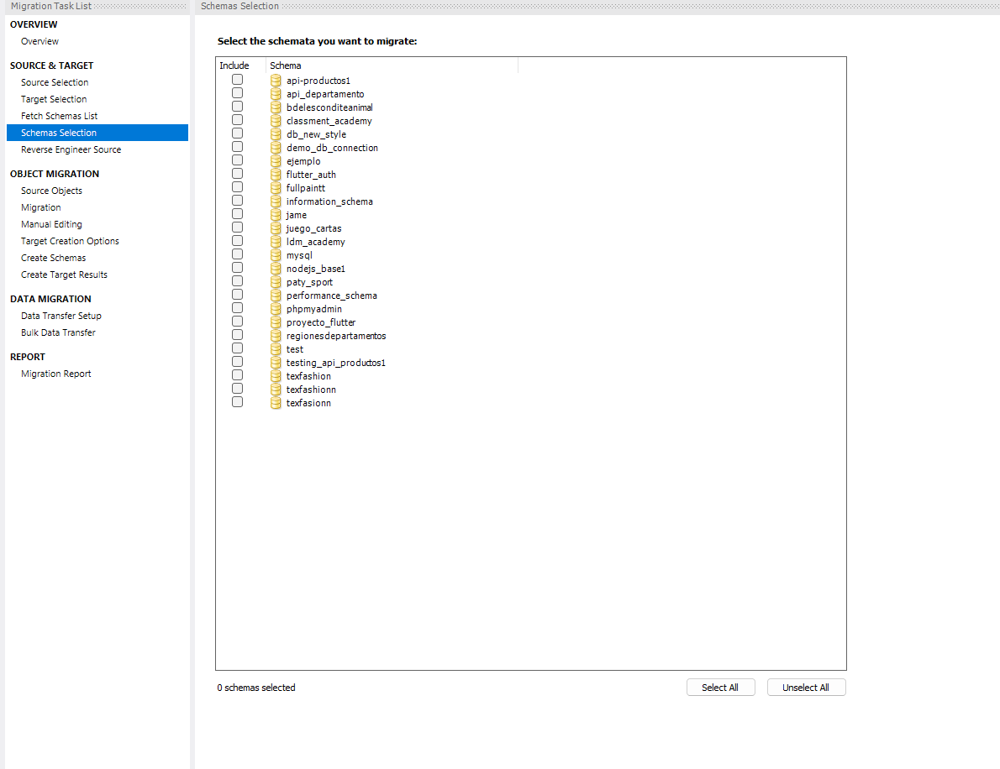 Migration Task List
OVERVIEW
Overview
SOURCE & TARGET
Source Selection
Target Selection
Fetch Schemas List
Schemas Selection
Reverse Engineer Source
OBJECT MIGRATION
Source Objects
Migration
Manual Editing
Target Creation Options
Create Schemas
Create Target Results
DATA MIGRATION
Data Transfer Setup
Bulk Data Transfer
REPORT
Migration Report
Schemas Selection
Select the schemata you want to migrate:
Include Schema
api-productos1
api_departamento
bdelesconditeanimal
classment_academy
db_new_style
demo_db_connection
ejemplo
flutter_auth
fullpaintt
information_schema
jame
juego_cartas
ldm_academy
mysql
nodejs_base1
paty_sport
performance_schema
phpmyadmin
proyecto_flutter
regionesdepartamentos
test
testing_api_productos1
texfashion
texfashionn
texfasionn
0 schemas selected
Select All
Unselect All